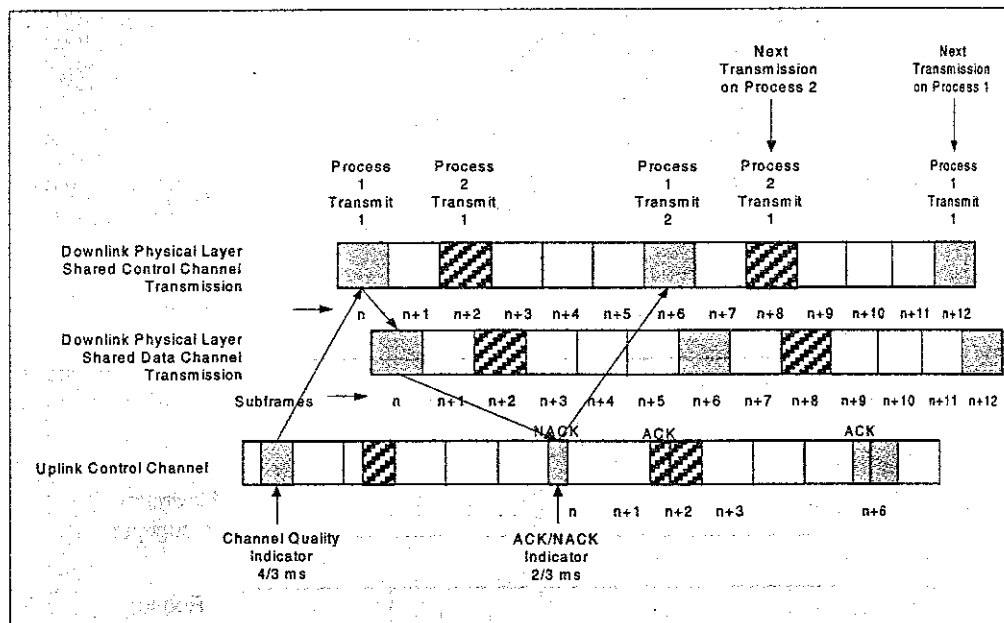 Next
Transmission
on Process 2
Next
Transmission
on Process 1
Process
1
Transmit
1
Process
2
Transmit
1
Process
1
Transmit
2
Process
2
Transmit
1
Process
1
Transmit
1
Downlink Physical Layer
Shared Control Channel
Transmission
n n+1 n+2 n+3 n+4 n+5 n+6 n+7 n+8 n+9 n+10 n+11 n+12
Downlink Physical Layer
Shared Data Channel
Transmission
Subframes n n+1 n+2 n+3 n+4 n+5 n+6 n+7 n+8 n+9 n+10 n+11 n+12
NACK ACK ACK
Uplink Control Channel
n n+1 n+2 n+3 n+6
Channel Quality
Indicator
4/3 ms
ACK/NACK
Indicator
2/3 ms